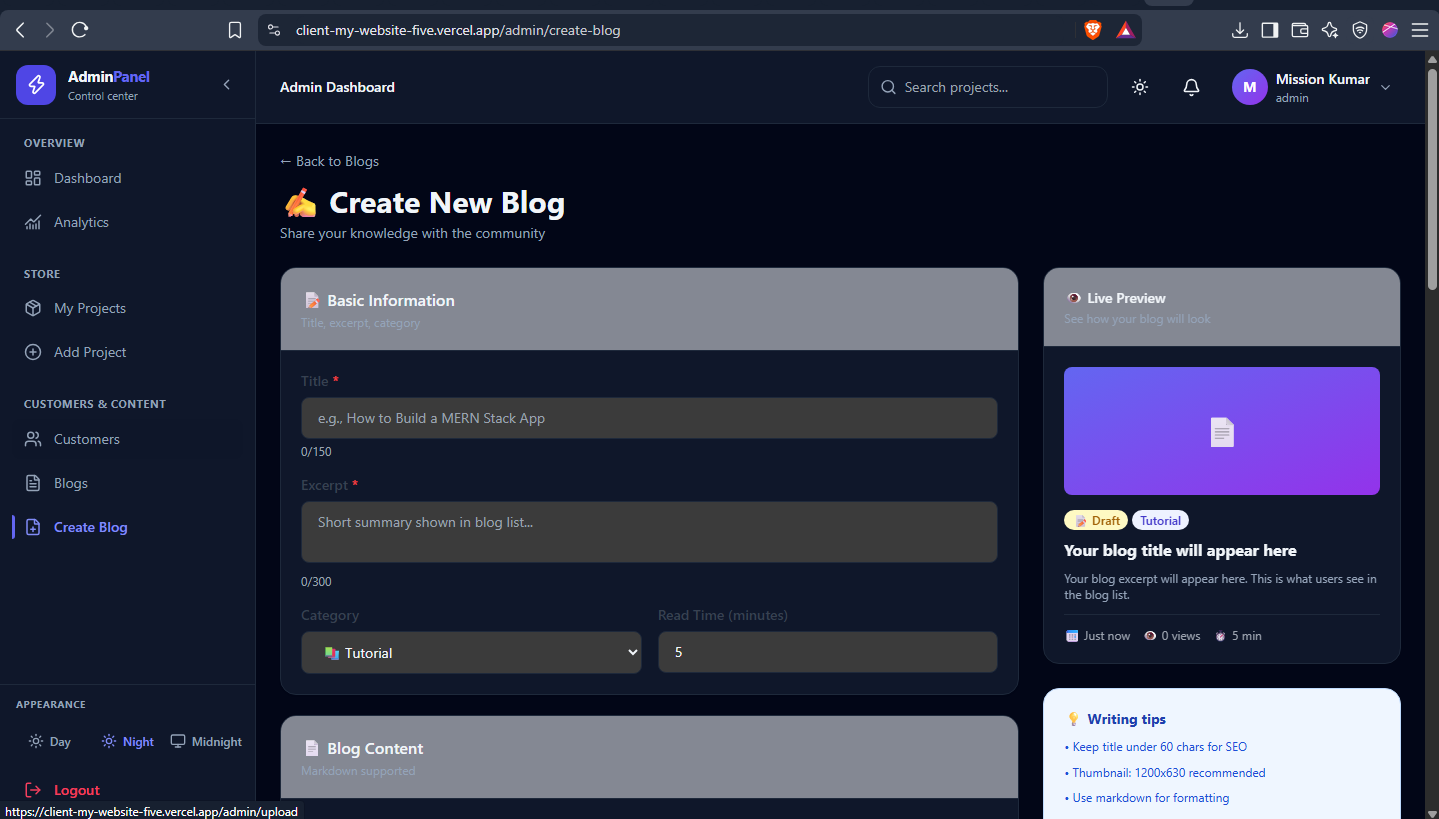 client-my-website-five.vercel.app/admin/create-blog
AdminPanel
Control center
OVERVIEW
Dashboard
Analytics
STORE
My Projects
Add Project
CUSTOMERS & CONTENT
Customers
Blogs
Create Blog
APPEARANCE
Day
Night
Midnight
Logout
https://client-my-website-five.vercel.app/admin/upload
Admin Dashboard
Search projects...
M
Mission Kumar
admin
← Back to Blogs
Create New Blog
Share your knowledge with the community
Basic Information
Title, excerpt, category
Title *
e.g., How to Build a MERN Stack App
0/150
Excerpt *
Short summary shown in blog list...
0/300
Category
Read Time (minutes)
Tutorial
5
Blog Content
Markdown supported
Live Preview
See how your blog will look
Draft
Tutorial
Your blog title will appear here
Your blog excerpt will appear here. This is what users see in
the blog list.
Just now
0 views
5 min
Writing tips
• Keep title under 60 chars for SEO
• Thumbnail: 1200x630 recommended
• Use markdown for formatting